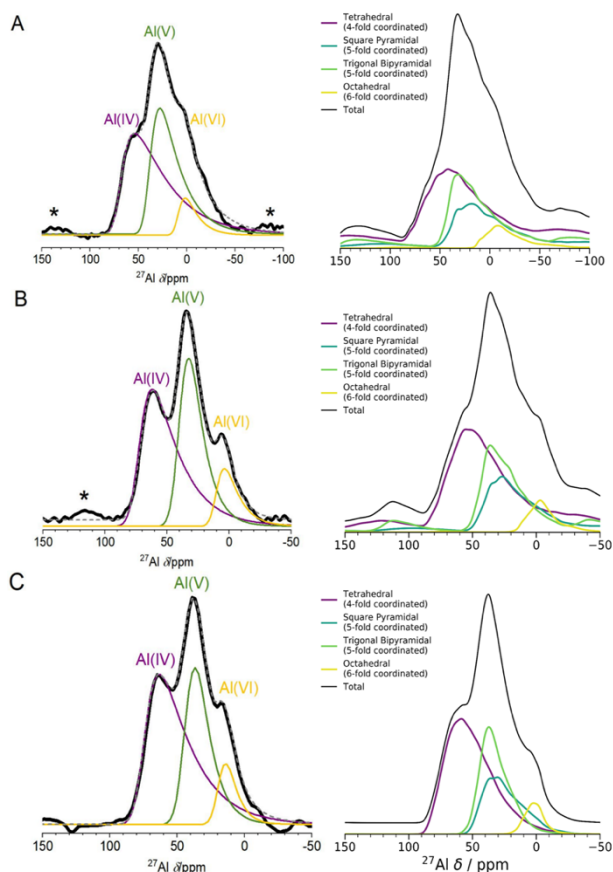 A
Al(V)
Al(IV)
Al(VI)
*
*
150 100 50 0 -50 -100
²⁷Al δ/ppm
Tetrahedral
(4-fold coordinated)
Square Pyramidal
(5-fold coordinated)
Trigonal Bipyramidal
(5-fold coordinated)
Octahedral
(6-fold coordinated)
Total
150 100 50 0 −50 −100
B
Al(V)
Al(IV)
Al(VI)
*
150 100 50 0 -50
²⁷Al δ/ppm
Tetrahedral
(4-fold coordinated)
Square Pyramidal
(5-fold coordinated)
Trigonal Bipyramidal
(5-fold coordinated)
Octahedral
(6-fold coordinated)
Total
150 100 50 0 −50
C
Al(V)
Al(IV)
Al(VI)
150 100 50 0 -50
²⁷Al δ/ppm
Tetrahedral
(4-fold coordinated)
Square Pyramidal
(5-fold coordinated)
Trigonal Bipyramidal
(5-fold coordinated)
Octahedral
(6-fold coordinated)
Total
150 100 50 0 −50
²⁷Al δ / ppm